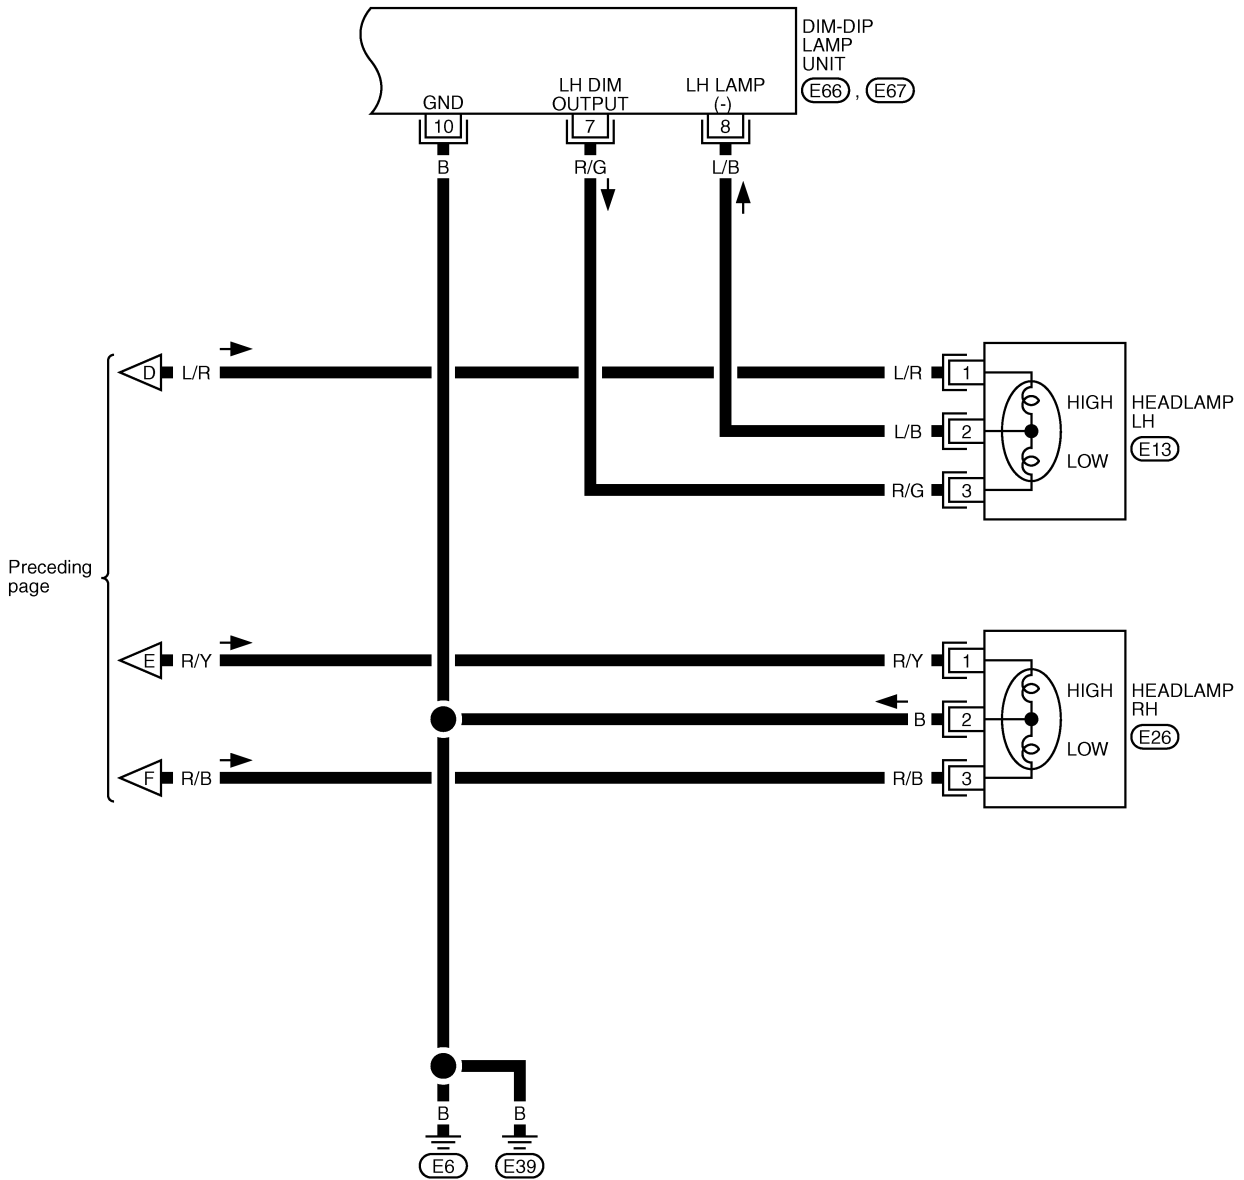 DIM-DIP
LAMP
UNIT
E66 , E67
GND
LH DIM
OUTPUT
LH LAMP
(-)
10
7
8
B
R/G
L/B
D
L/R
L/R
1
HIGH
HEADLAMP
LH
E13
L/B
2
LOW
R/G
3
Preceding
page
E
R/Y
R/Y
1
HIGH
HEADLAMP
RH
E26
B
2
LOW
F
R/B
R/B
3
B
B
E6
E39